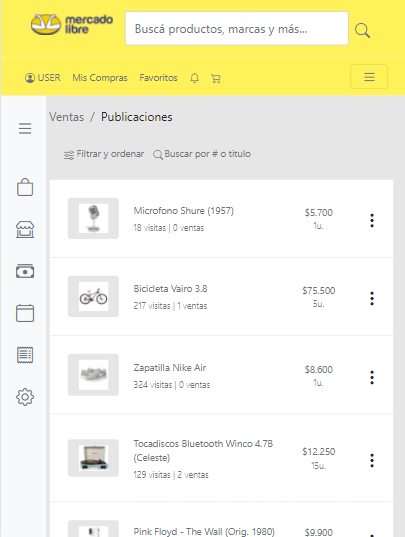 mercado
libre
Buscá productos, marcas y más...
USER Mis Compras Favoritos
Ventas / Publicaciones
Filtrar y ordenar Buscar por # o titulo
Microfono Shure (1957)
18 visitas | 0 ventas
$5.700
1u.
Bicicleta Vairo 3.8
217 visitas | 1 ventas
$75.500
5u.
Zapatilla Nike Air
324 visitas | 0 ventas
$8.600
1u.
Tocadiscos Bluetooth Winco 4.7B
(Celeste)
129 visitas | 2 ventas
$12.250
15u.
Pink Floyd - The Wall (Orig. 1980)
$9.900